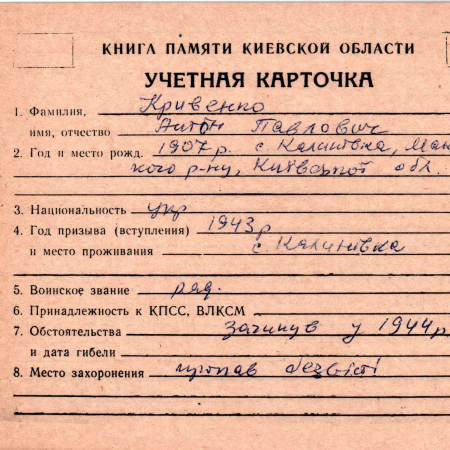 КНИГА ПАМЯТИ КИЕВСКОЙ ОБЛАСТИ
УЧЕТНАЯ КАРТОЧКА
1. Фамилия, Кривенко
имя, отчество Антон Павлович
2. Год и место рожд. 1907 р. с Калинівка, Мак
кого р-ну, Київської обл.
3. Национальность укр
4. Год призыва (вступления) 1943 р
и место проживания с Калинівка
5. Воинское звание ряд.
6. Принадлежность к КПСС, ВЛКСМ
7. Обстоятельства загинув у 1944 р
и дата гибели
8. Место захоронения пропав безвісті